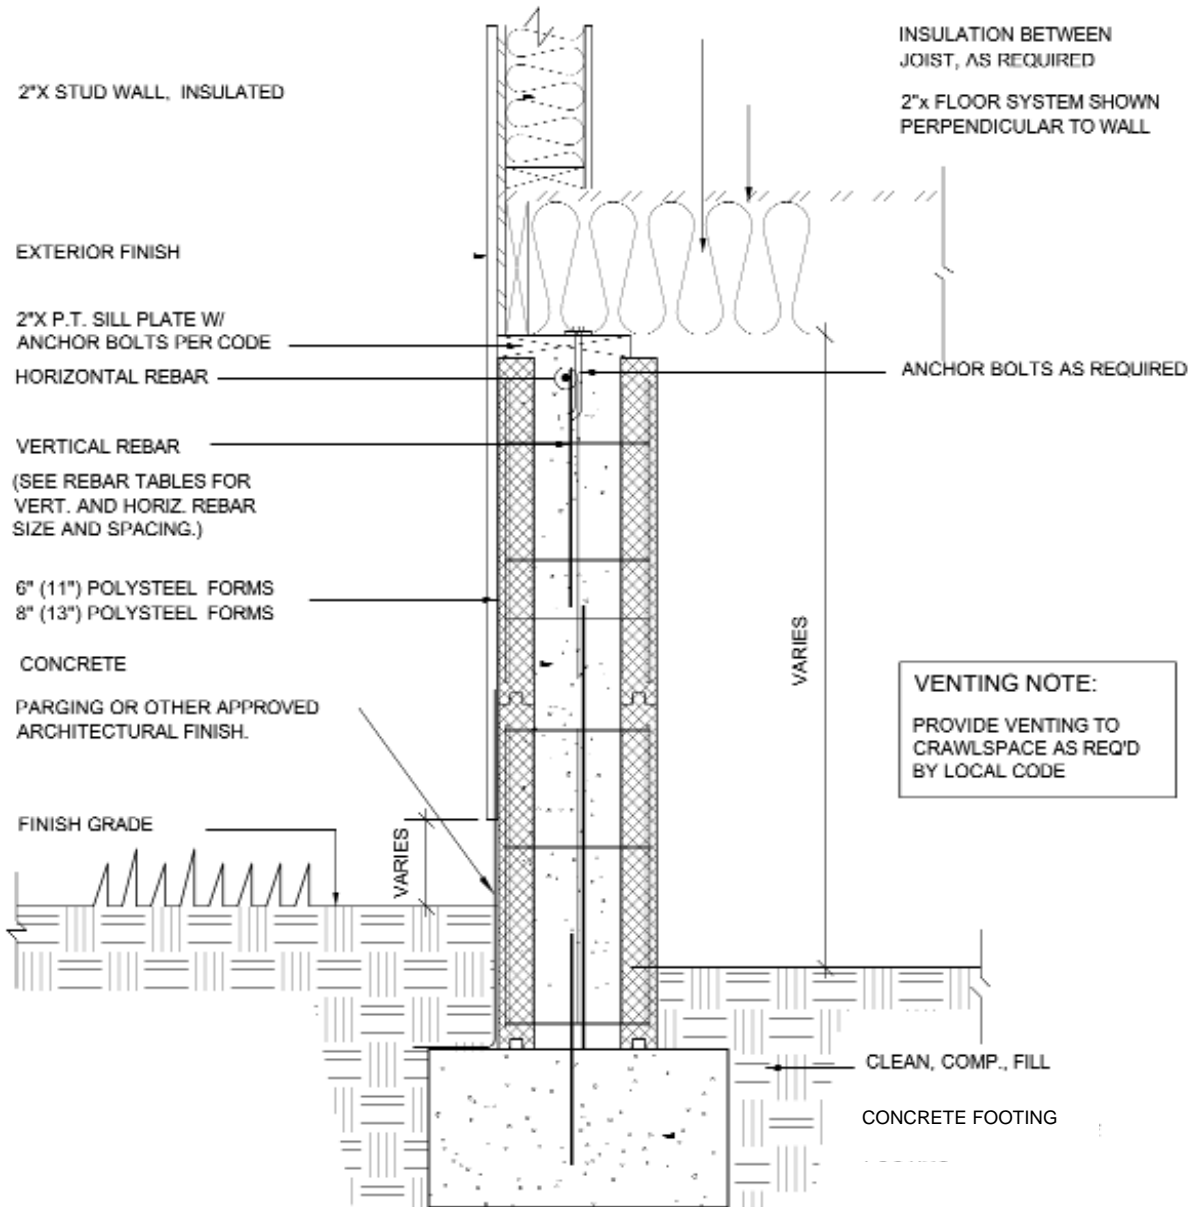 INSULATION BETWEEN
JOIST, AS REQUIRED
2"X STUD WALL, INSULATED
2"x FLOOR SYSTEM SHOWN
PERPENDICULAR TO WALL
EXTERIOR FINISH
2"X P.T. SILL PLATE W/
ANCHOR BOLTS PER CODE
HORIZONTAL REBAR
ANCHOR BOLTS AS REQUIRED
VERTICAL REBAR
(SEE REBAR TABLES FOR
VERT. AND HORIZ. REBAR
SIZE AND SPACING.)
6" (11") POLYSTEEL FORMS
8" (13") POLYSTEEL FORMS
VARIES
CONCRETE
PARGING OR OTHER APPROVED
ARCHITECTURAL FINISH.
VENTING NOTE:
PROVIDE VENTING TO
CRAWLSPACE AS REQ'D
BY LOCAL CODE
FINISH GRADE
VARIES
CLEAN, COMP., FILL
CONCRETE FOOTING